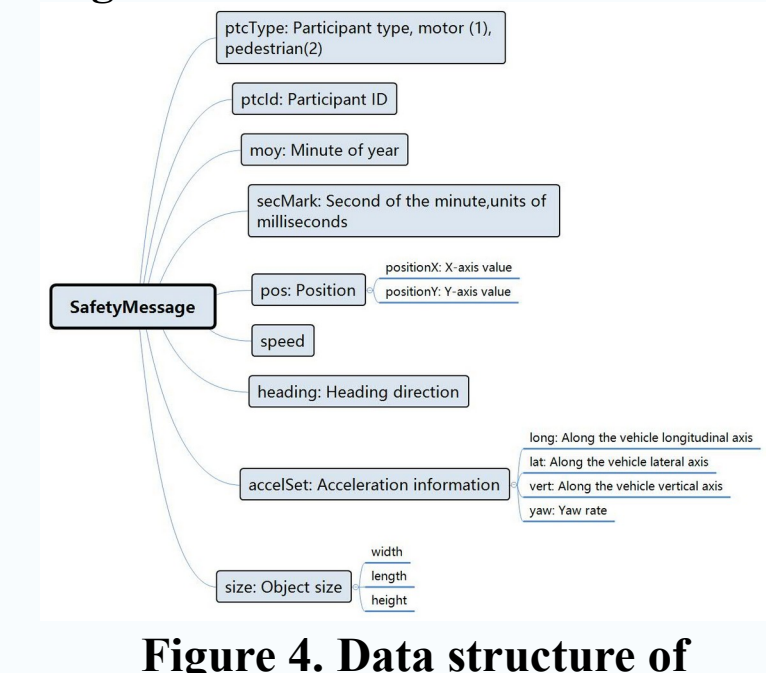 ptcType: Participant type, motor (1),
pedestrian(2)
ptcId: Participant ID
moy: Minute of year
secMark: Second of the minute,units of
milliseconds
SafetyMessage
pos: Position
positionX: X-axis value
positionY: Y-axis value
speed
heading: Heading direction
accelSet: Acceleration information
long: Along the vehicle longitudinal axis
lat: Along the vehicle lateral axis
vert: Along the vehicle vertical axis
yaw: Yaw rate
size: Object size
width
length
height
Figure 4. Data structure of